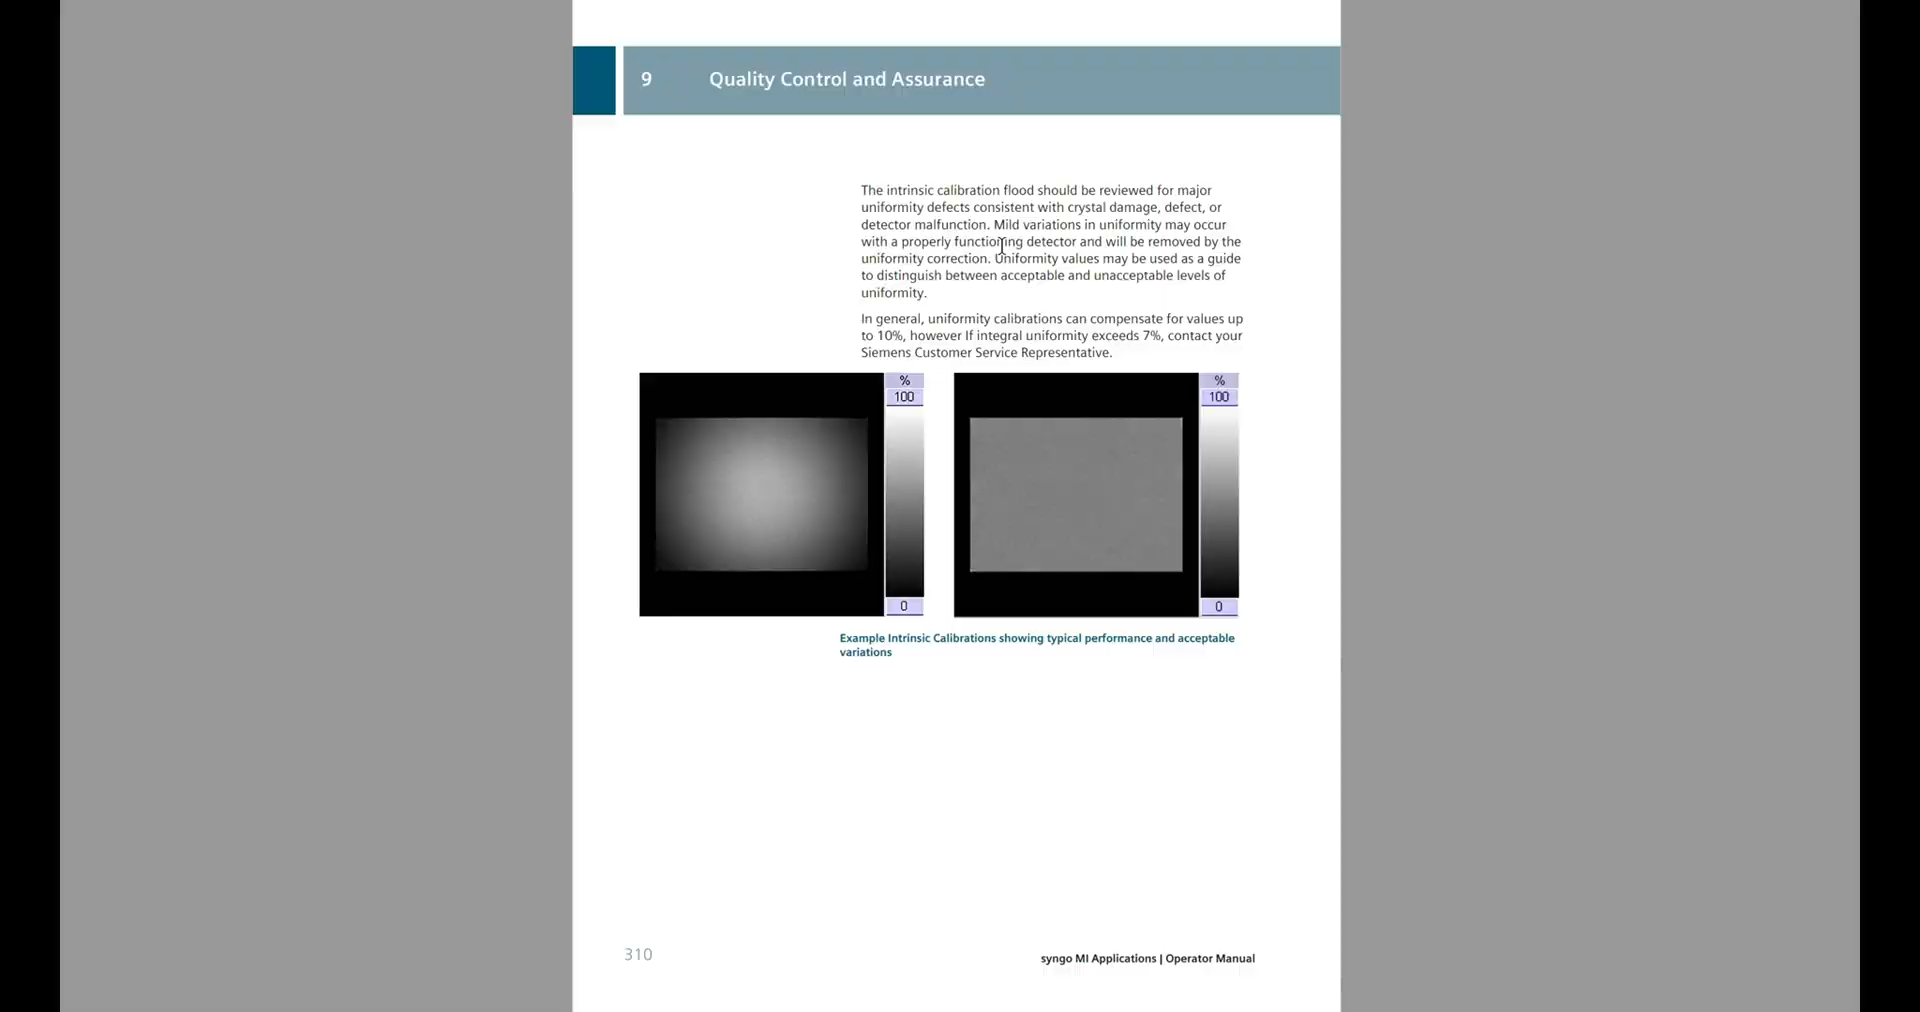 9 Quality Control and Assurance
The intrinsic calibration flood should be reviewed for major
uniformity defects consistent with crystal damage, defect, or
detector malfunction. Mild variations in uniformity may occur
with a properly functioning detector and will be removed by the
uniformity correction. Uniformity values may be used as a guide
to distinguish between acceptable and unacceptable levels of
uniformity.
In general, uniformity calibrations can compensate for values up
to 10%, however If integral uniformity exceeds 7%, contact your
Siemens Customer Service Representative.
%
100
0
%
100
0
Example Intrinsic Calibrations showing typical performance and acceptable
variations
310
syngo MI Applications | Operator Manual